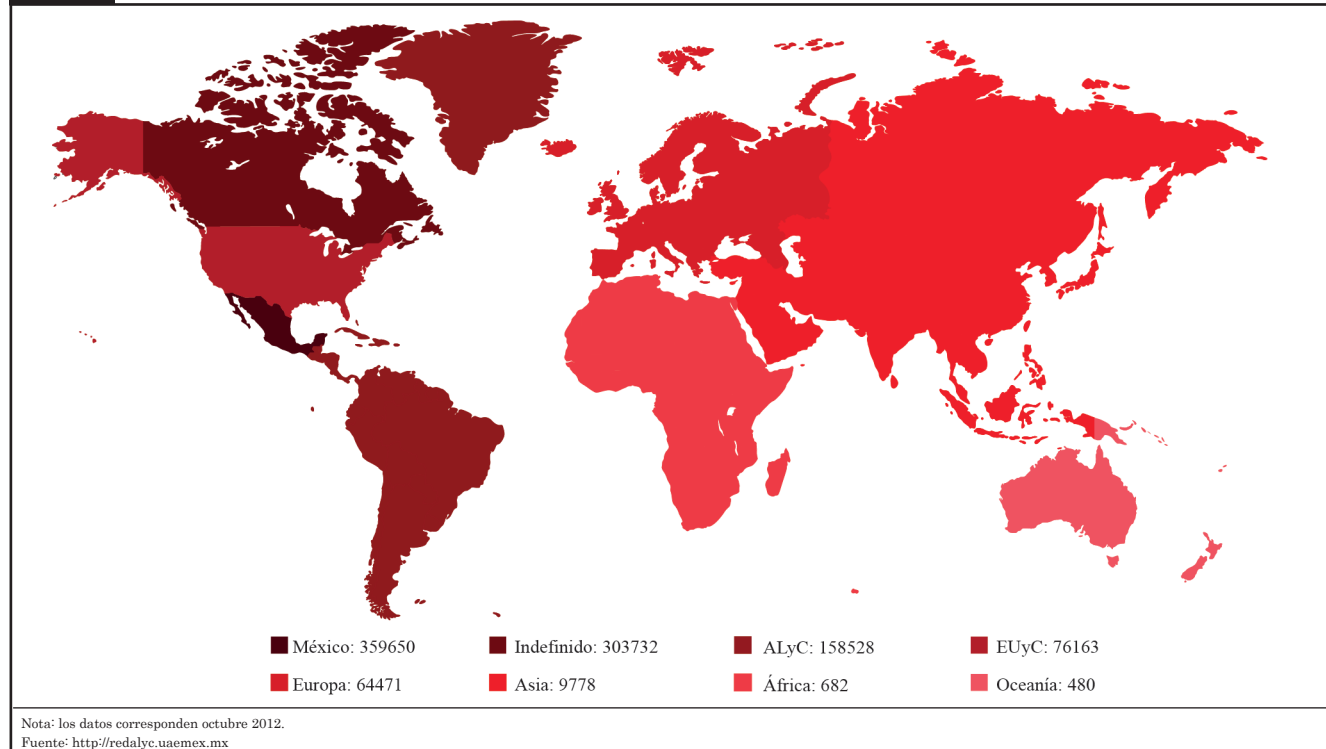 México: 359650 Indefinido: 303732 ALyC: 158528 EUyC: 76163
Europa: 64471 Asia: 9778 África: 682 Oceanía: 480
Nota: los datos corresponden octubre 2012.
Fuente: http://redalyc.uaemex.mx